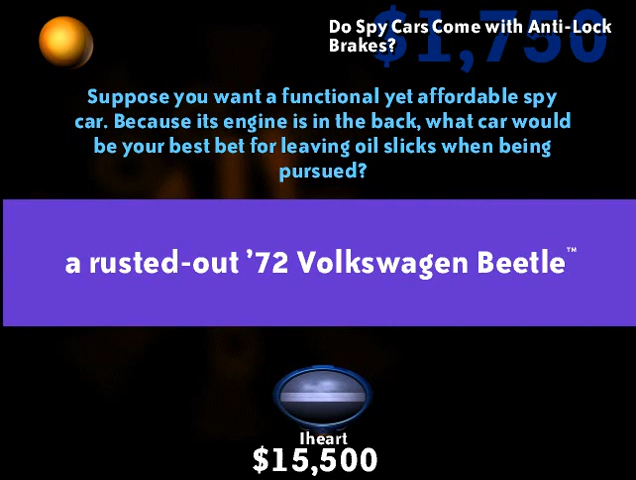 $1,750
Do Spy Cars Come with Anti-Lock
Brakes?
Suppose you want a functional yet affordable spy
car. Because its engine is in the back, what car would
be your best bet for leaving oil slicks when being
pursued?
a rusted-out ’72 Volkswagen Beetle™
Iheart
$15,500